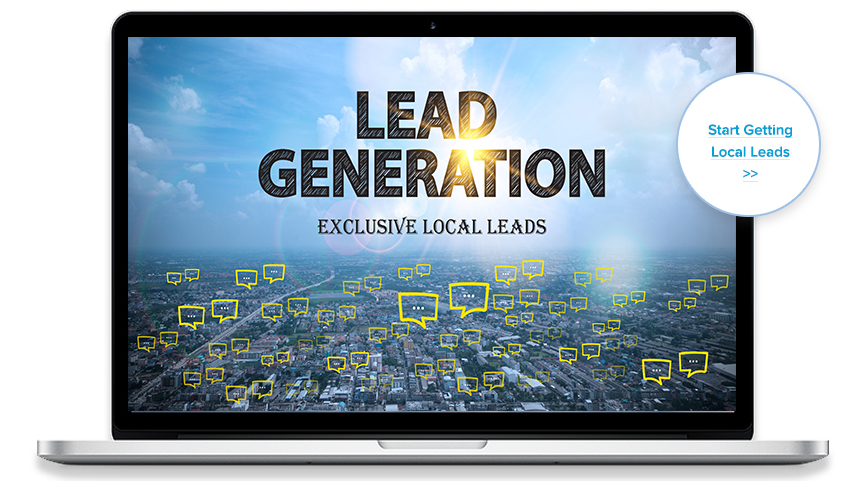 LEAD
GENERATION
EXCLUSIVE LOCAL LEADS
Start Getting
Local Leads
>>